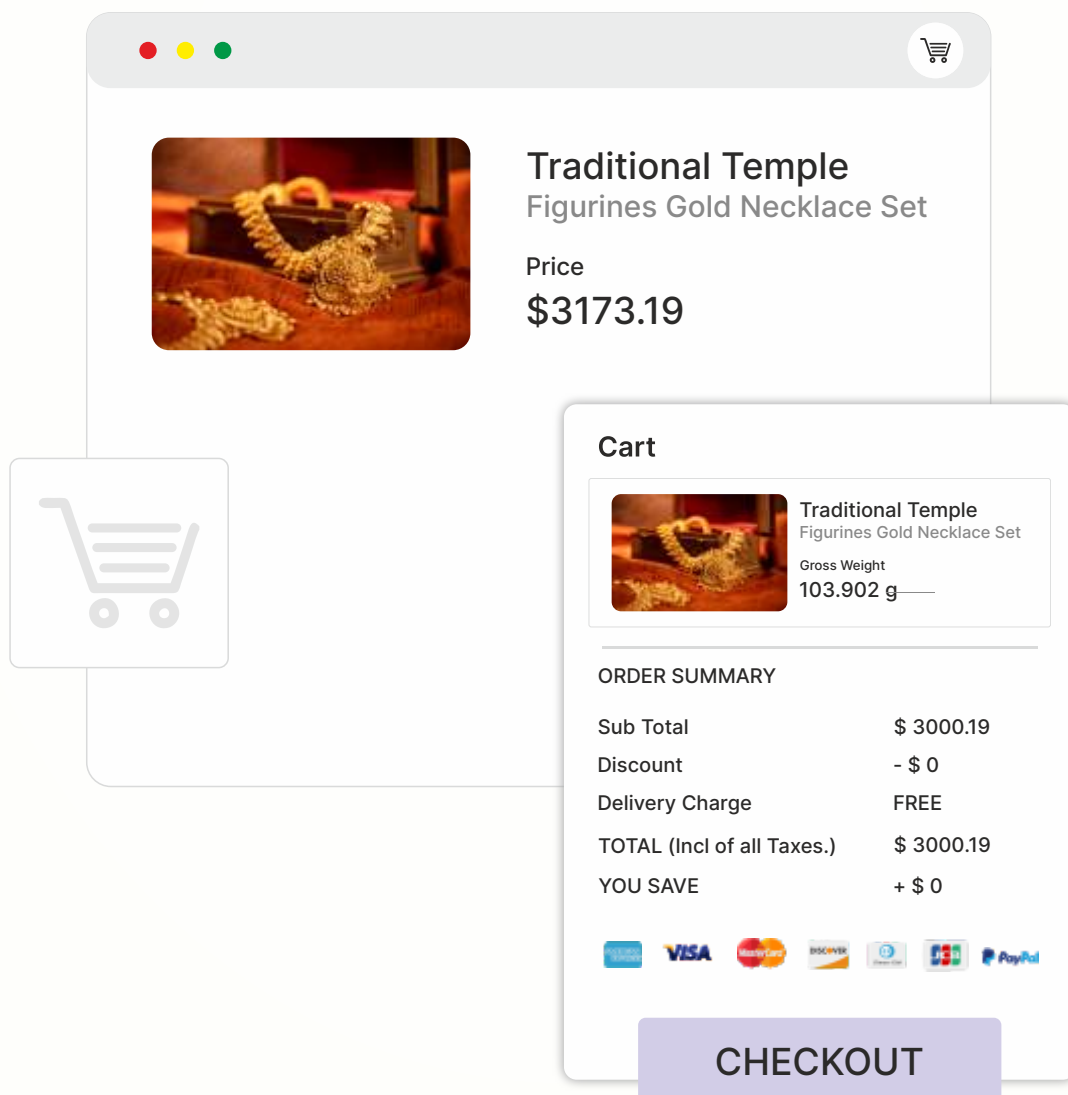 Traditional Temple
Figurines Gold Necklace Set
Price
$3173.19
Cart
Traditional Temple
Figurines Gold Necklace Set
Gross Weight
103.902 g
ORDER SUMMARY
Sub Total $ 3000.19
Discount - $ 0
Delivery Charge FREE
TOTAL (Incl of all Taxes.) $ 3000.19
YOU SAVE + $ 0
VISA MasterCard DISCOVER JCB PayPal
CHECKOUT